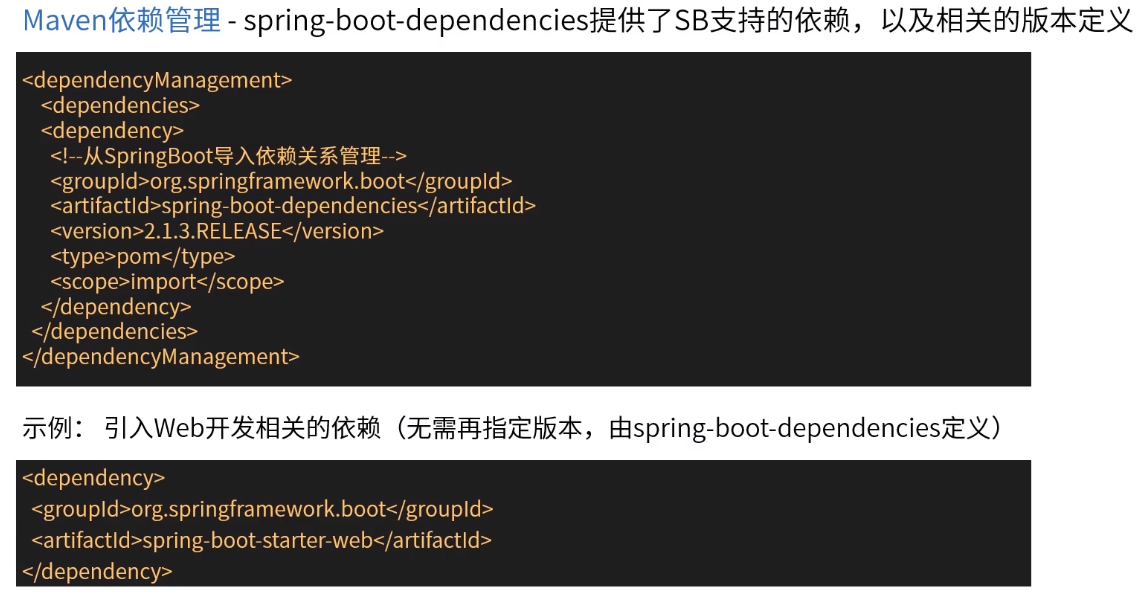 Maven依赖管理 - spring-boot-dependencies提供了SB支持的依赖，以及相关的版本定义
<dependencyManagement>
<dependencies>
<dependency>
<!--从SpringBoot导入依赖关系管理-->
<groupId>org.springframework.boot</groupId>
<artifactId>spring-boot-dependencies</artifactId>
<version>2.1.3.RELEASE</version>
<type>pom</type>
<scope>import</scope>
</dependency>
</dependencies>
</dependencyManagement>
示例： 引入Web开发相关的依赖（无需再指定版本，由spring-boot-dependencies定义）
<dependency>
<groupId>org.springframework.boot</groupId>
<artifactId>spring-boot-starter-web</artifactId>
</dependency>